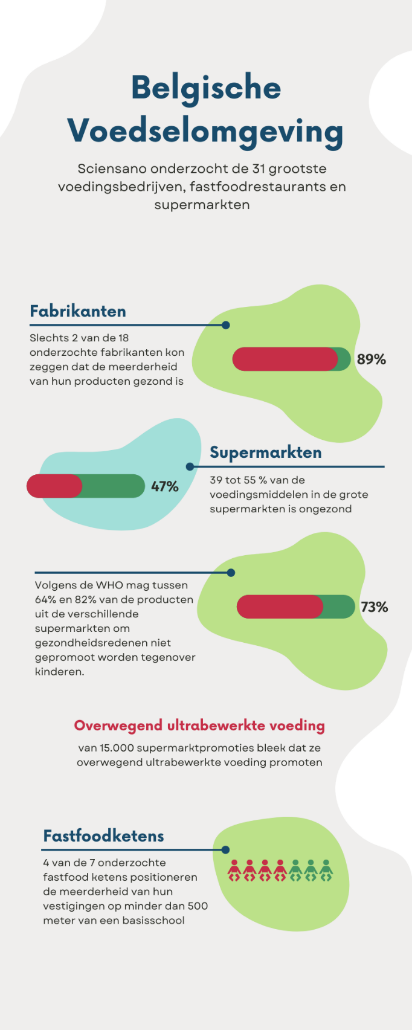 Belgische
Voedselomgeving
Sciensano onderzocht de 31 grootste
voedingsbedrijven, fastfoodrestaurants en
supermarkten
Fabrikanten
Slechts 2 van de 18
onderzochte fabrikanten kon
zeggen dat de meerderheid
van hun producten gezond is
89%
47%
Supermarkten
39 tot 55 % van de
voedingsmiddelen in de grote
supermarkten is ongezond
Volgens de WHO mag tussen
64% en 82% van de producten
uit de verschillende
supermarkten om
gezondheidsredenen niet
gepromoot worden tegenover
kinderen.
73%
Overwegend ultrabewerkte voeding
van 15.000 supermarktpromoties bleek dat ze
overwegend ultrabewerkte voeding promoten
Fastfoodketens
4 van de 7 onderzochte
fastfood ketens positioneren
de meerderheid van hun
vestigingen op minder dan 500
meter van een basisschool